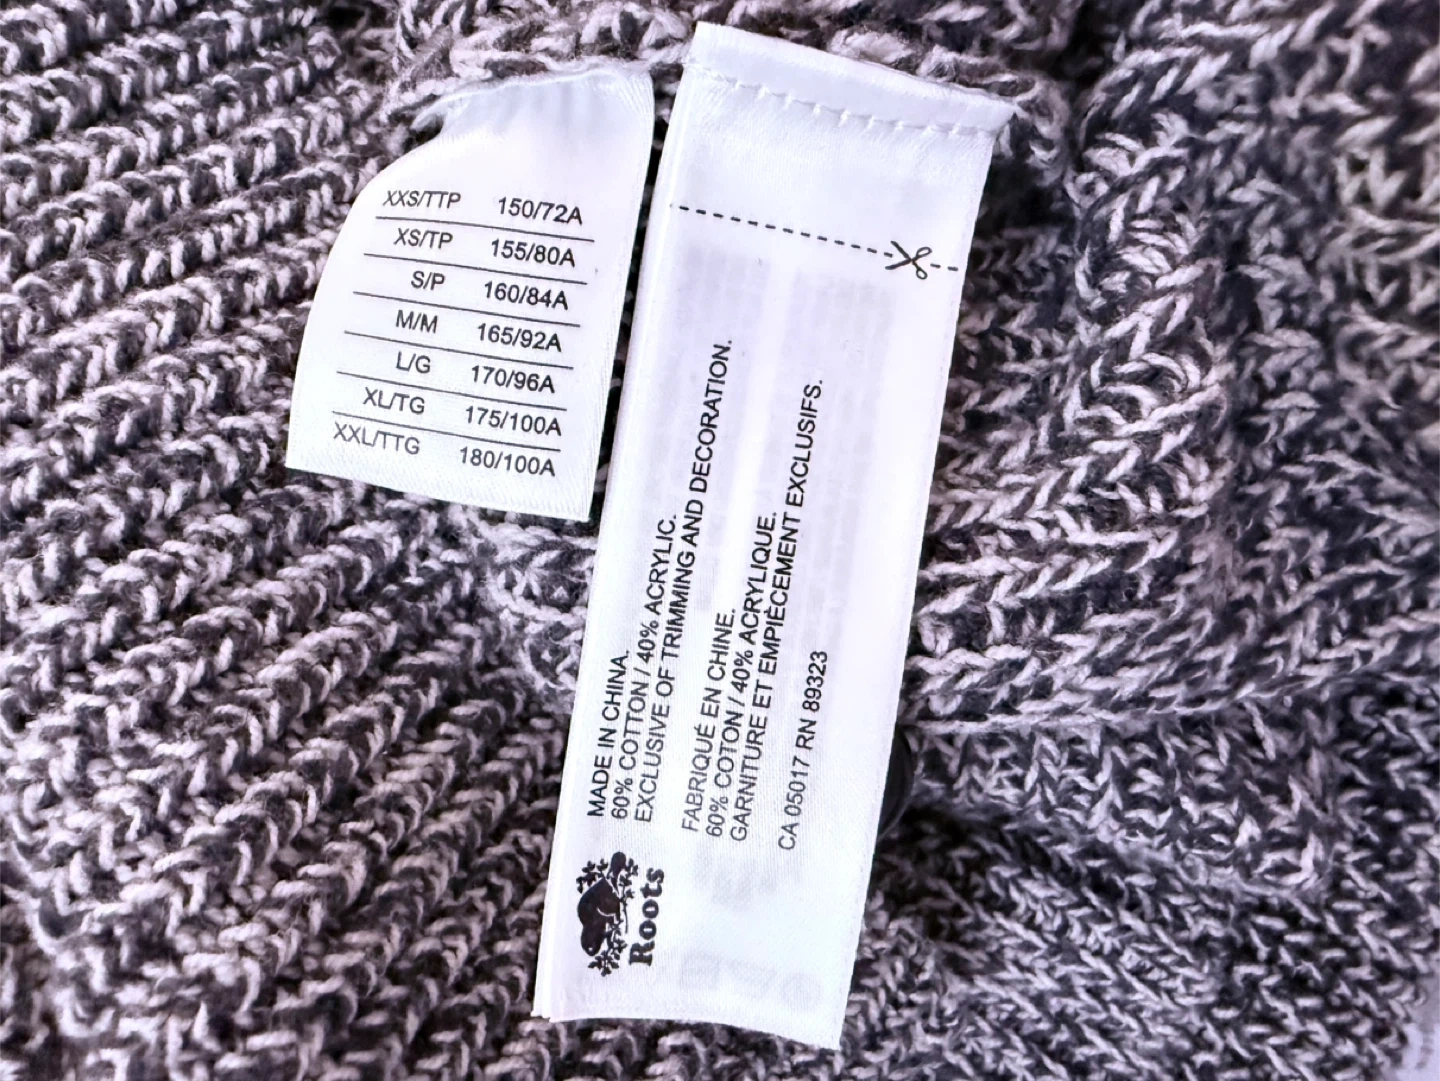 XXS/TTP 150/72A
XS/TP 155/80A
S/P 160/84A
M/M 165/92A
L/G 170/96A
XL/TG 175/100A
XXL/TTG 180/100A
MADE IN CHINA.
60% COTTON / 40% ACRYLIC.
EXCLUSIVE OF TRIMMING AND DECORATION.
FABRIQUÉ EN CHINE.
60% COTON / 40% ACRYLIQUE.
GARNITURE ET EMPIÈCEMENT EXCLUSIFS.
CA 05017 RN 89323
Roots